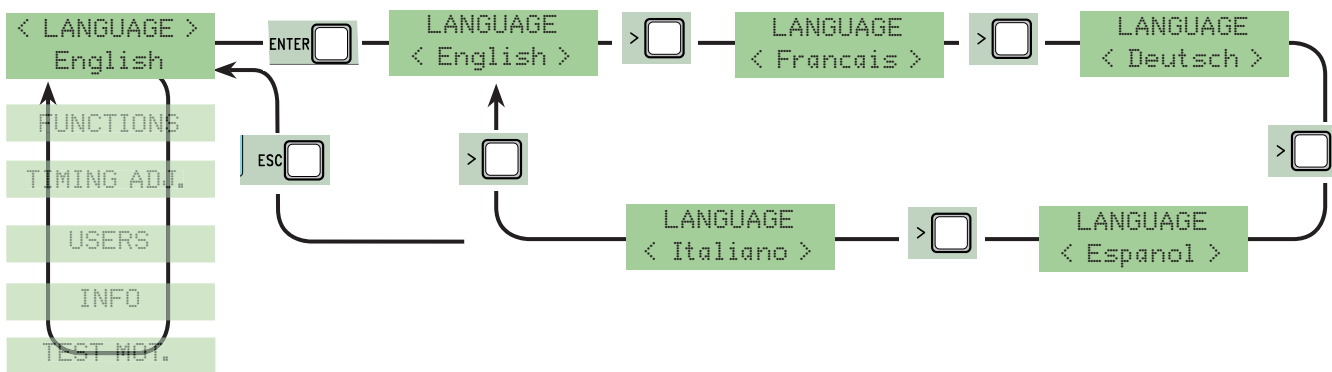 < LANGUAGE >
English
ENTER
LANGUAGE
< English >
>
LANGUAGE
< Francais >
>
LANGUAGE
< Deutsch >
>
LANGUAGE
< Espanol >
>
LANGUAGE
< Italiano >
>
ESC
FUNCTIONS
TIMING ADJ.
USERS
INFO
TEST MOT.